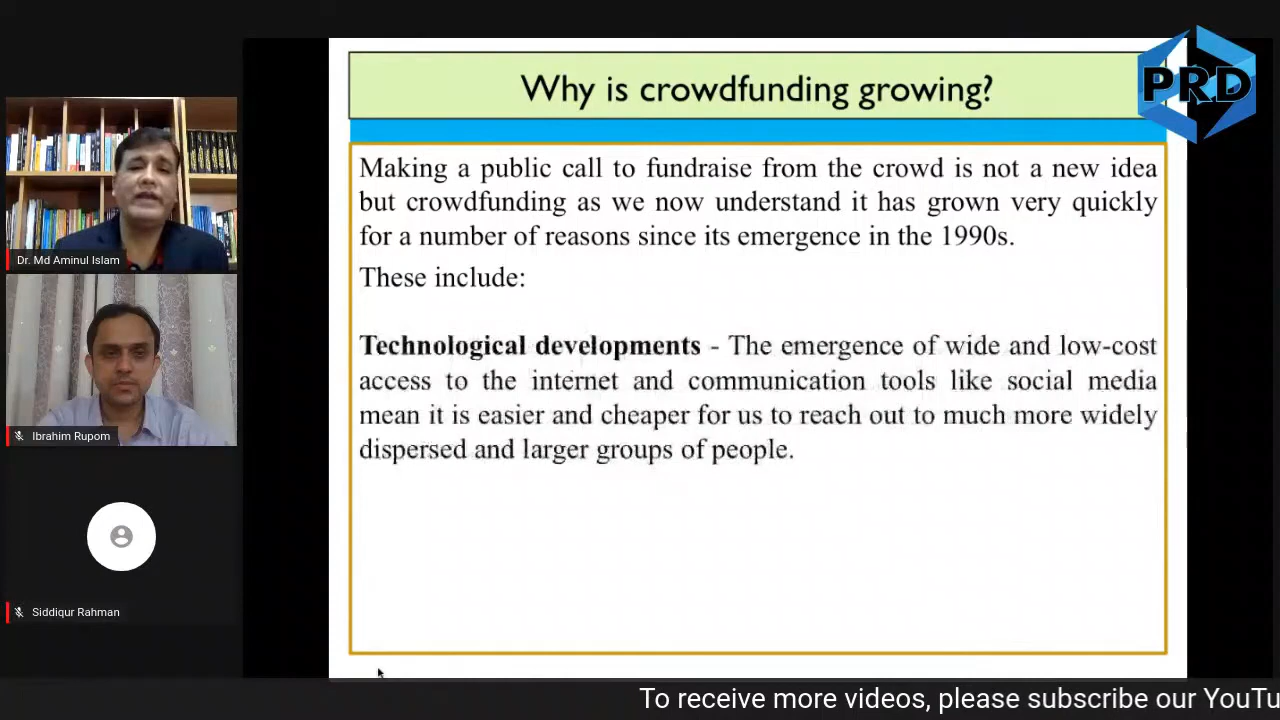 Why is crowdfunding growing?
PRD
Making a public call to fundraise from the crowd is not a new idea
but crowdfunding as we now understand it has grown very quickly
for a number of reasons since its emergence in the 1990s.
These include:
Technological developments - The emergence of wide and low-cost
access to the internet and communication tools like social media
mean it is easier and cheaper for us to reach out to much more widely
dispersed and larger groups of people.
Dr. Md Aminul Islam
Ibrahim Rupom
Siddiqur Rahman
To receive more videos, please subscribe our YouTu